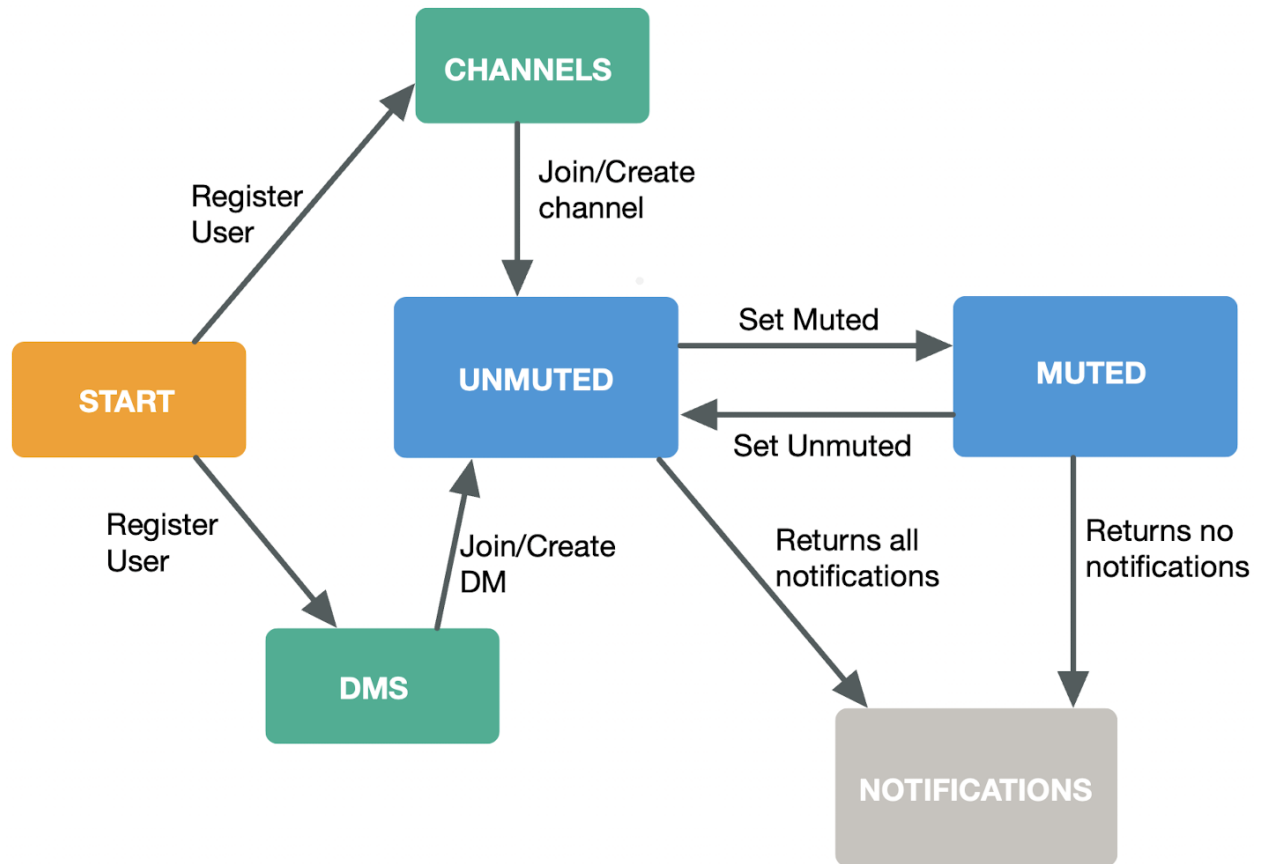 CHANNELS
Register
User
Join/Create
channel
START
UNMUTED
Set Muted
MUTED
Set Unmuted
Register
User
Join/Create
DM
Returns all
notifications
Returns no
notifications
DMS
NOTIFICATIONS